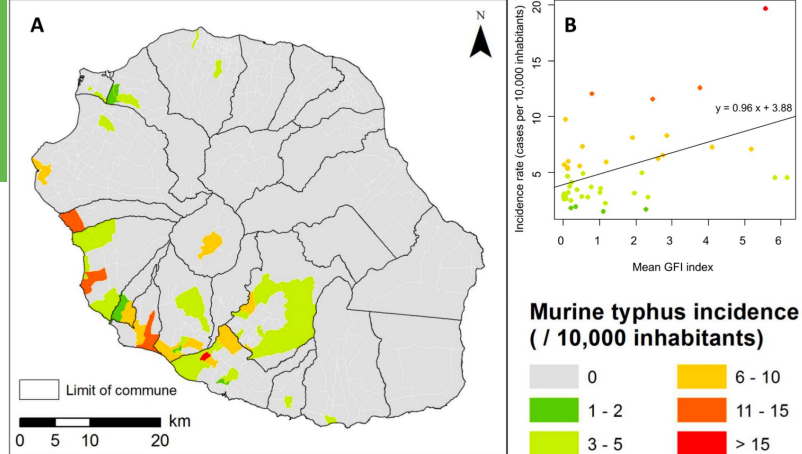 A
N
Limit of commune
km
0 5 10 20
B
Incidence rate (cases per 10,000 inhabitants)
20
15
10
5
y = 0.96 x + 3.88
0 1 2 3 4 5 6
Mean GFI index
Murine typhus incidence
( / 10,000 inhabitants)
0
6 - 10
1 - 2
11 - 15
3 - 5
> 15